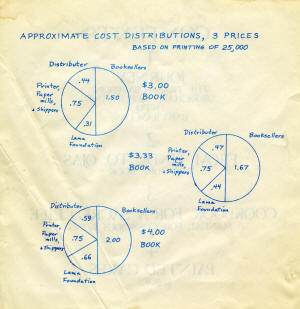 APPROXIMATE COST DISTRIBUTIONS, 3 PRICES
BASED ON PRINTING OF 25,000
Distributor
Booksellers
Printer,
Paper
mills,
& Shippers
.44
.75
.31
1.50
Lama
Foundation
$3.00
BOOK
$3.33
BOOK
Distributor
Booksellers
Printer,
Paper
mills,
& Shippers
.47
.75
.44
1.67
Lama
Foundation
Distributor
Booksellers
Printer,
Paper
mills,
& Shippers
.59
.75
.66
2.00
Lama
Foundation
$4.00
BOOK